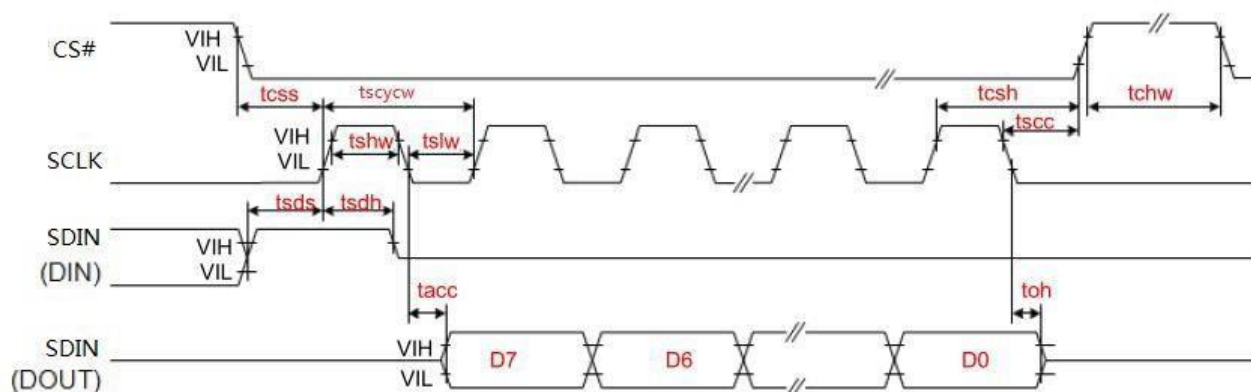 CS#
VIH
VIL
tcss
tscycw
tcsh
tchw
tscc
SCLK
VIH
VIL
tshw
tslw
tsds
tsdh
SDIN
(DIN)
VIH
VIL
tacc
toh
SDIN
(DOUT)
VIH
VIL
D7
D6
D0